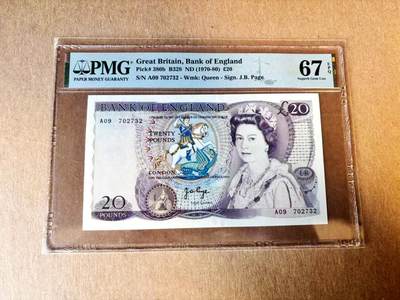 PMG
PAPER MONEY GUARANTY
Great Britain, Bank of England
Pick# 380b B328 ND (1970-80) £20
S/N A09 702732 - Wmk: Queen - Sign. J.B. Page
67 EPQ
Superb Gem Unc
BANK OF ENGLAND
£20
A09 702732
TWENTY
POUNDS
LONDON
A09 702732
20
POUNDS